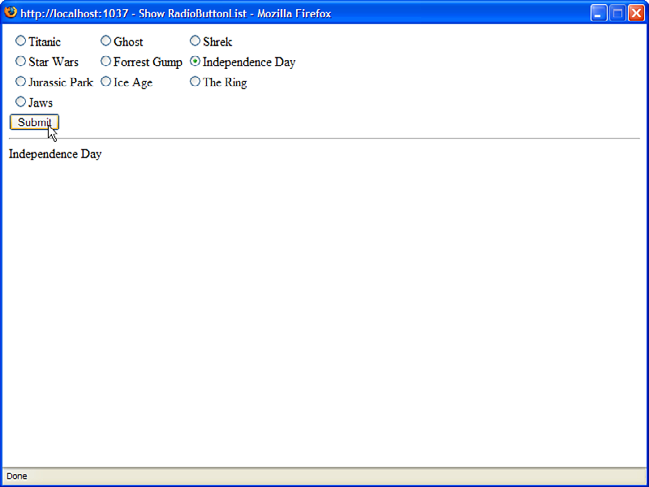 http://localhost:1037 - Show RadioButtonList - Mozilla Firefox
Titanic Ghost Shrek
Star Wars Forrest Gump Independence Day
Jurassic Park Ice Age The Ring
Jaws
Submit
Independence Day
Done